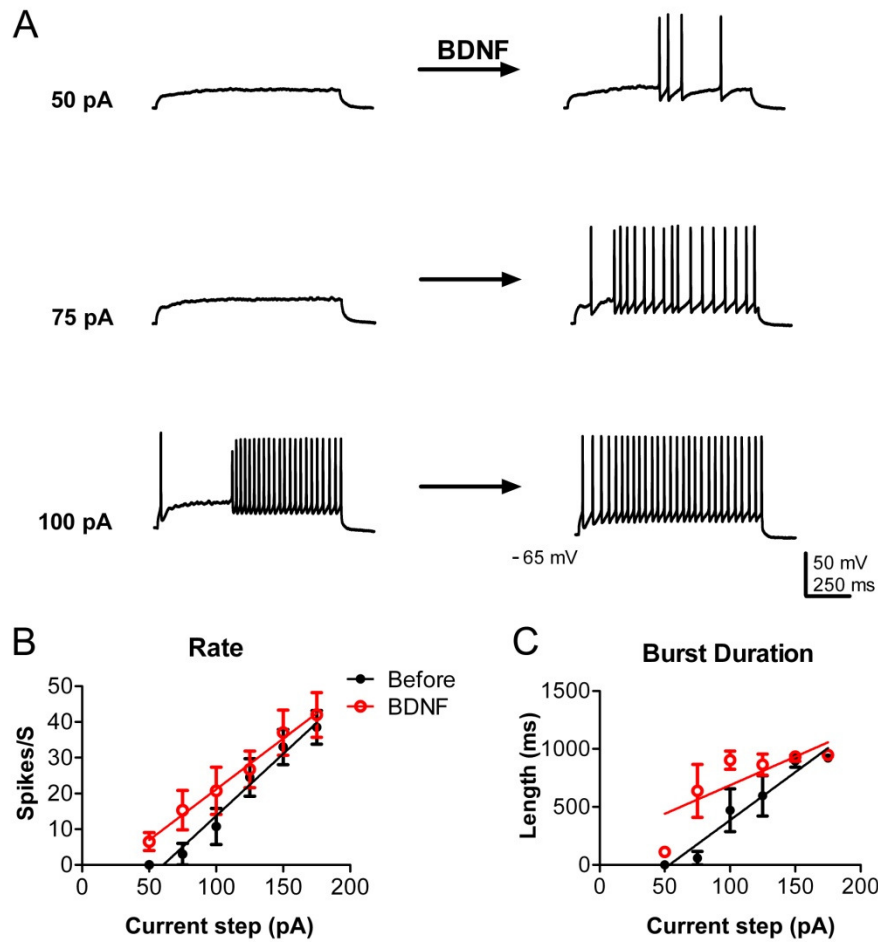 A
BDNF
50 pA
75 pA
100 pA
-65 mV
50 mV
250 ms
B
Rate
Before
BDNF
Spikes/S
50
40
30
20
10
0
0 50 100 150 200
Current step (pA)
C
Burst Duration
Length (ms)
1500
1000
500
0
0 50 100 150 200
Current step (pA)